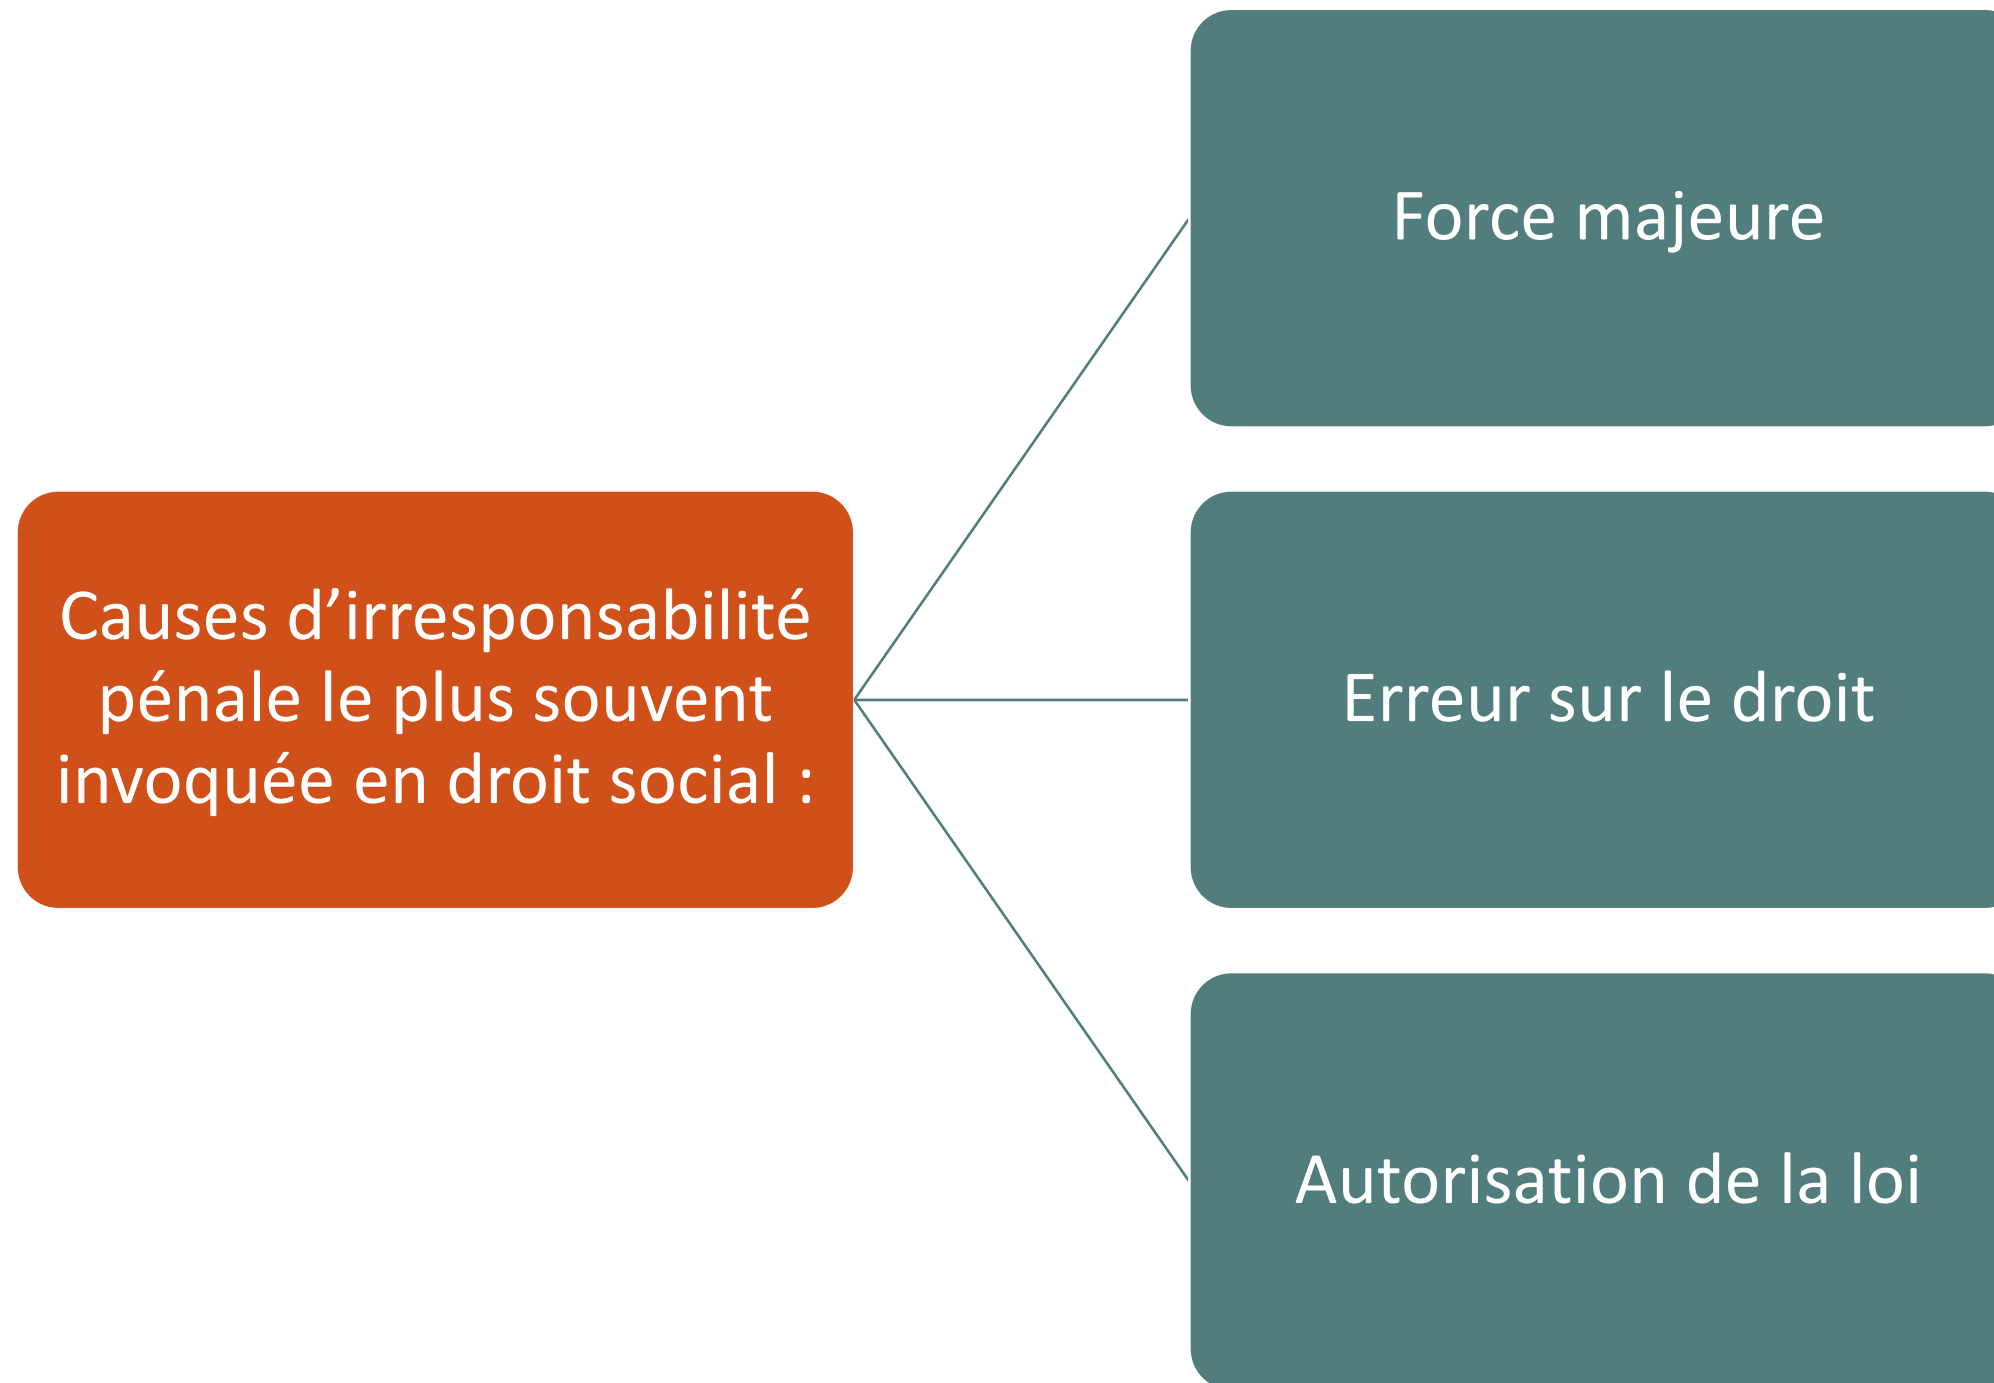 Causes d’irresponsabilité
pénale le plus souvent
invoquée en droit social :
Force majeure
Erreur sur le droit
Autorisation de la loi